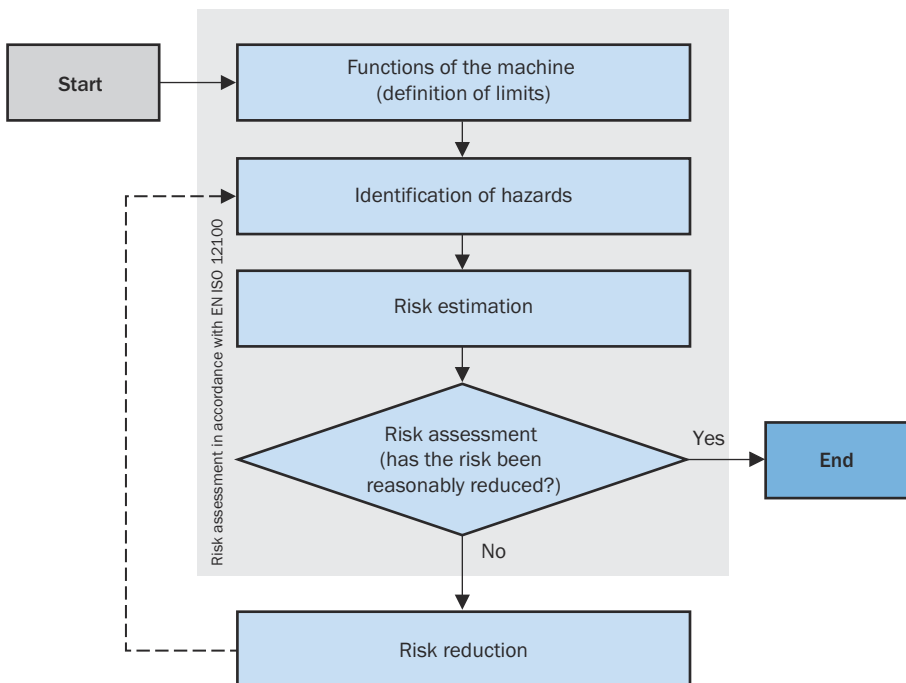 Start
Functions of the machine
(definition of limits)
Identification of hazards
Risk estimation
Risk assessment in accordance with EN ISO 12100
Risk assessment
(has the risk been
reasonably reduced?)
Yes
End
No
Risk reduction